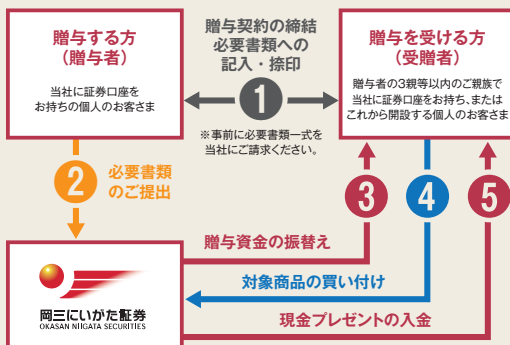 贈与する方
(贈与者)
当社に証券口座を
お持ちの個人のお客さま
贈与契約の締結
必要書類への
記入・捺印
1
※事前に必要書類一式を
当社にご請求ください。
贈与を受ける方
(受贈者)
贈与者の3親等以内のご親族で
当社に証券口座をお持ち、または
これから開設する個人のお客さま
2
必要書類
のご提出
3
4
5
贈与資金の振替え
対象商品の買い付け
現金プレゼントの入金
岡三にいがた証券
OKASAN NIIGATA SECURITIES